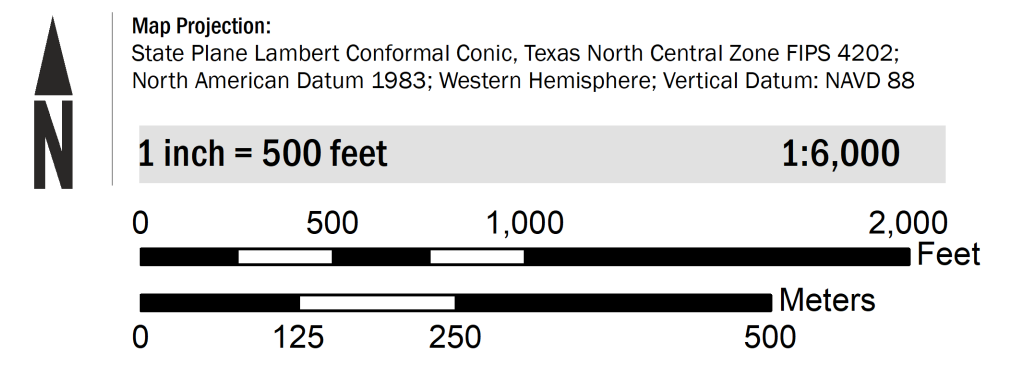 N
Map Projection:
State Plane Lambert Conformal Conic, Texas North Central Zone FIPS 4202;
North American Datum 1983; Western Hemisphere; Vertical Datum: NAVD 88
1 inch = 500 feet 1:6,000
0 500 1,000 2,000
Feet
Meters
0 125 250 500